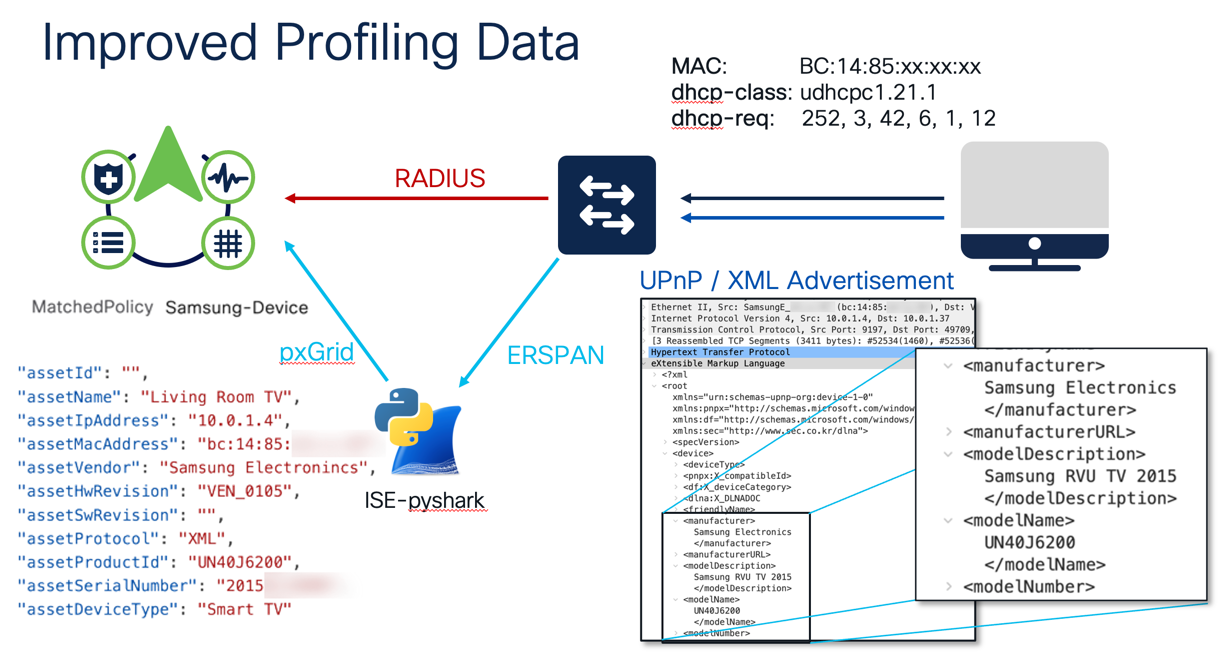 Improved Profiling Data
MAC: BC:14:85:xx:xx:xx
dhcp-class: udhcpc1.21.1
dhcp-req: 252, 3, 42, 6, 1, 12
RADIUS
MatchedPolicy Samsung-Device
pxGrid
ERSPAN
ISE-pyshark
"assetId": "",
"assetName": "Living Room TV",
"assetIpAddress": "10.0.1.4",
"assetMacAddress": "bc:14:85:
"assetVendor": "Samsung Electronincs",
"assetHwRevision": "VEN_0105",
"assetSwRevision": "",
"assetProtocol": "XML",
"assetProductId": "UN40J6200",
"assetSerialNumber": "2015
"assetDeviceType": "Smart TV"
UPnP / XML Advertisement
Ethernet II, Src: SamsungE_ (bc:14:85: ), Dst: V
Internet Protocol Version 4, Src: 10.0.1.4, Dst: 10.0.1.37
Transmission Control Protocol, Src Port: 9197, Dst Port: 49709,
[3 Reassembled TCP Segments (3411 bytes): #52534(1460), #52536(
Hypertext Transfer Protocol
eXtensible Markup Language
<?xml
<root
xmlns="urn:schemas-upnp-org:device-1-0"
xmlns:pnpx="http://schemas.microsoft.com/window
xmlns:df="http://schemas.microsoft.com/windows/
xmlns:sec="http://www.sec.co.kr/dlna">
<specVersion>
<device>
<deviceType>
<pnpx:X_compatibleId>
<df:X_deviceCategory>
<dlna:X_DLNADOC
<friendlyName>
<manufacturer>
Samsung Electronics
</manufacturer>
<manufacturerURL>
<modelDescription>
Samsung RVU TV 2015
</modelDescription>
<modelName>
UN40J6200
</modelName>
<modelNumber>
<manufacturer>
Samsung Electronics
</manufacturer>
<manufacturerURL>
<modelDescription>
Samsung RVU TV 2015
</modelDescription>
<modelName>
UN40J6200
</modelName>
<modelNumber>